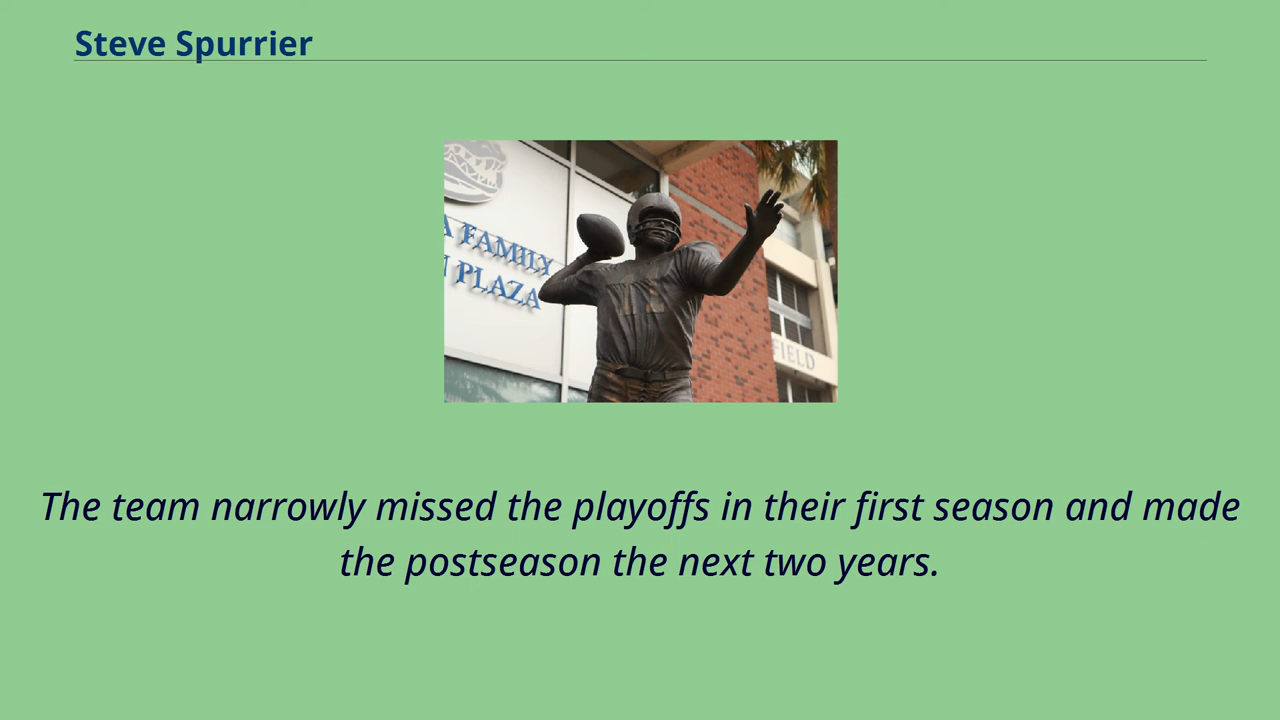 Steve Spurrier
A FAMILY
PLAZA
FIELD
The team narrowly missed the playoffs in their first season and made
the postseason the next two years.